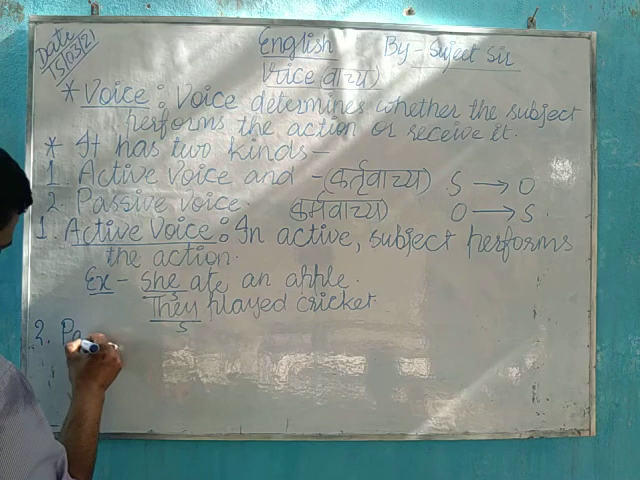 Date
15/03/21
English By - Suject Sir
Voice (वाच्य)
* Voice : Voice determines whether the subject
performs the action or receive it.
* It has two kinds -
1. Active Voice and - (कर्तृवाच्य) S → O
2. Passive voice. (कर्मवाच्य) O → S.
1. Active Voice : In active, subject performs
the action.
Ex - She ate an apple.
S
They played cricket.
S
2. Pa